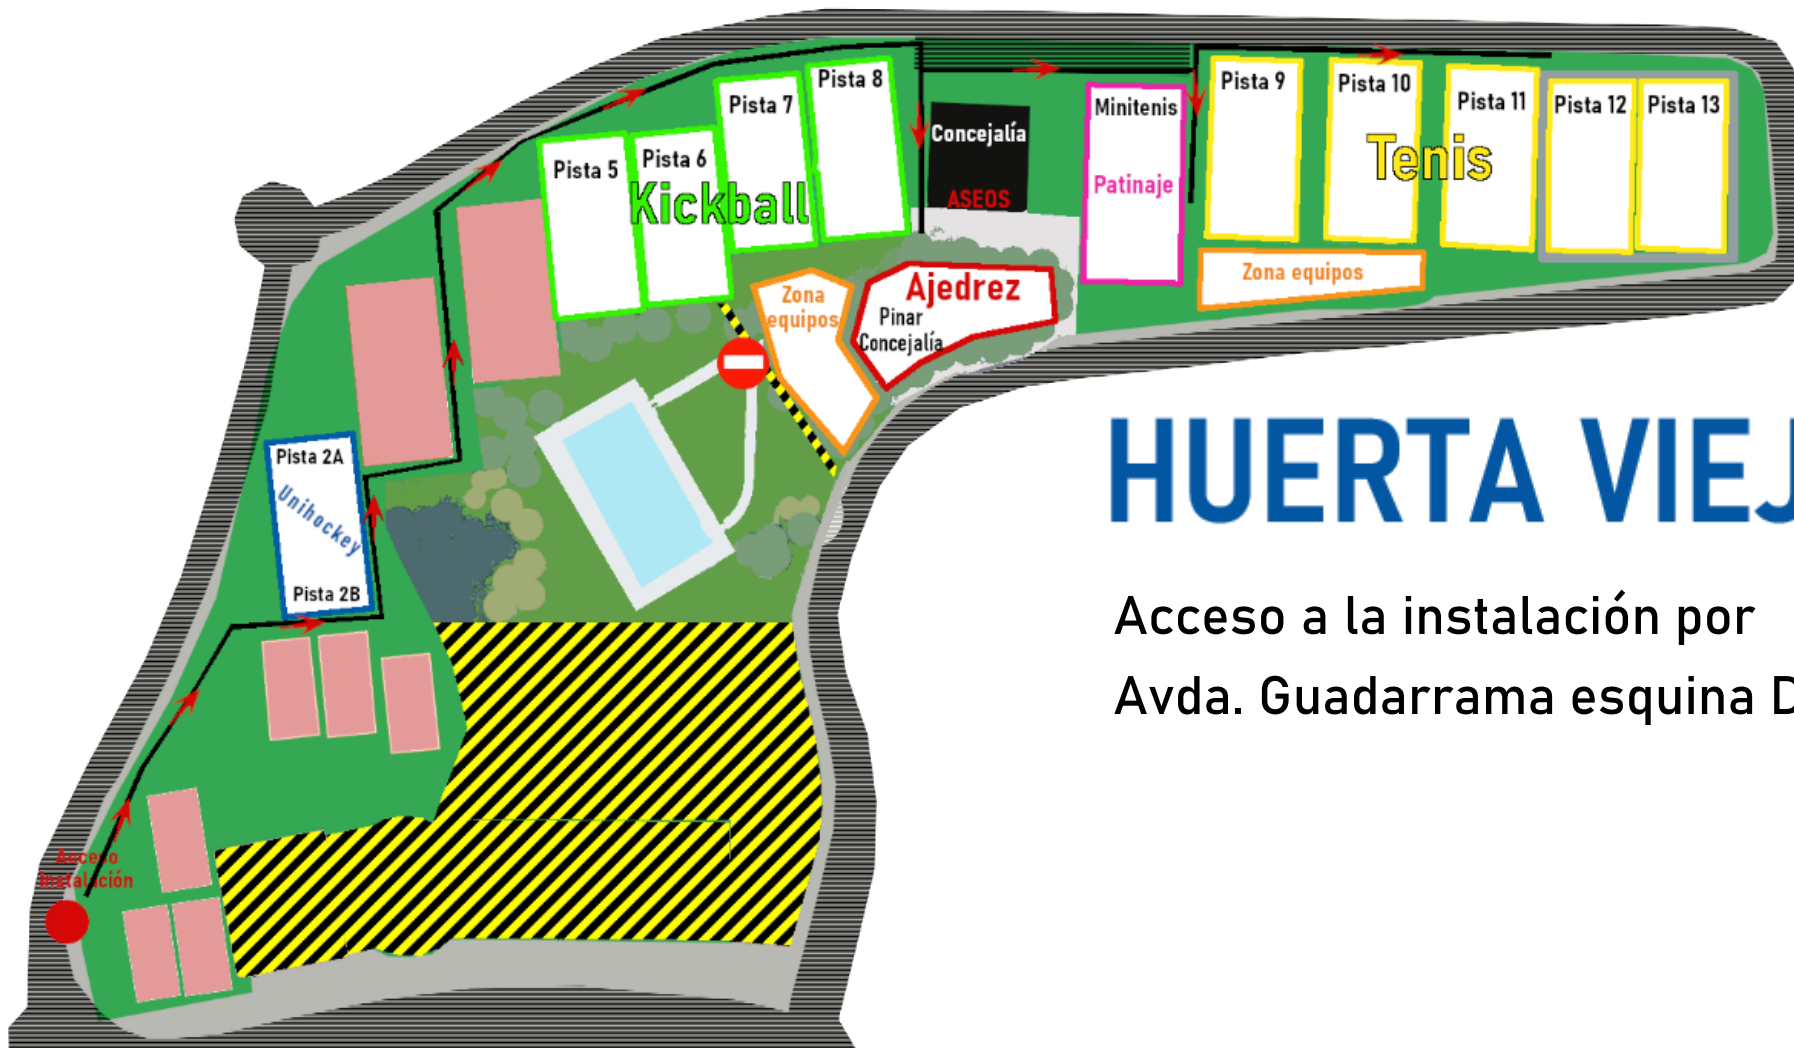 Pista 5
Pista 6
Pista 7
Pista 8
Kickball
Concejalía
ASEOS
Minitenis
Patinaje
Pista 9
Pista 10
Pista 11
Pista 12
Pista 13
Tenis
Zona equipos
Zona
equipos
Ajedrez
Pinar
Concejalía
Pista 2A
Unihockey
Pista 2B
HUERTA VIEJ
Acceso a la instalación por
Avda. Guadarrama esquina D
Acceso
instalación